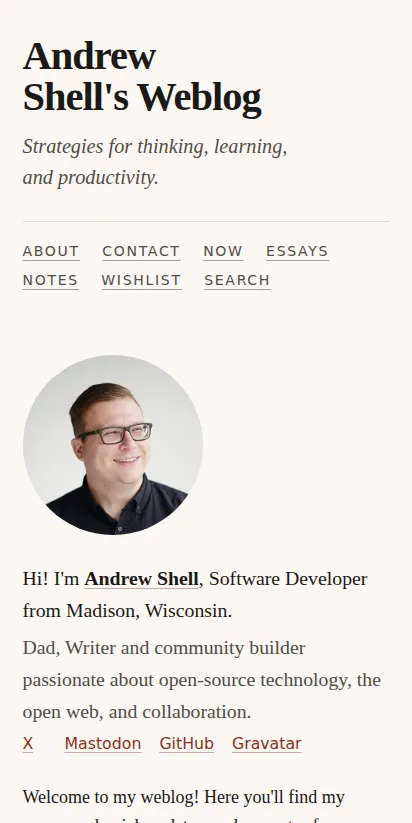 Andrew
Shell's Weblog
Strategies for thinking, learning,
and productivity.
ABOUT CONTACT NOW ESSAYS
NOTES WISHLIST SEARCH
Hi! I'm Andrew Shell, Software Developer
from Madison, Wisconsin.
Dad, Writer and community builder
passionate about open-source technology, the
open web, and collaboration.
X Mastodon GitHub Gravatar
Welcome to my weblog! Here you'll find my